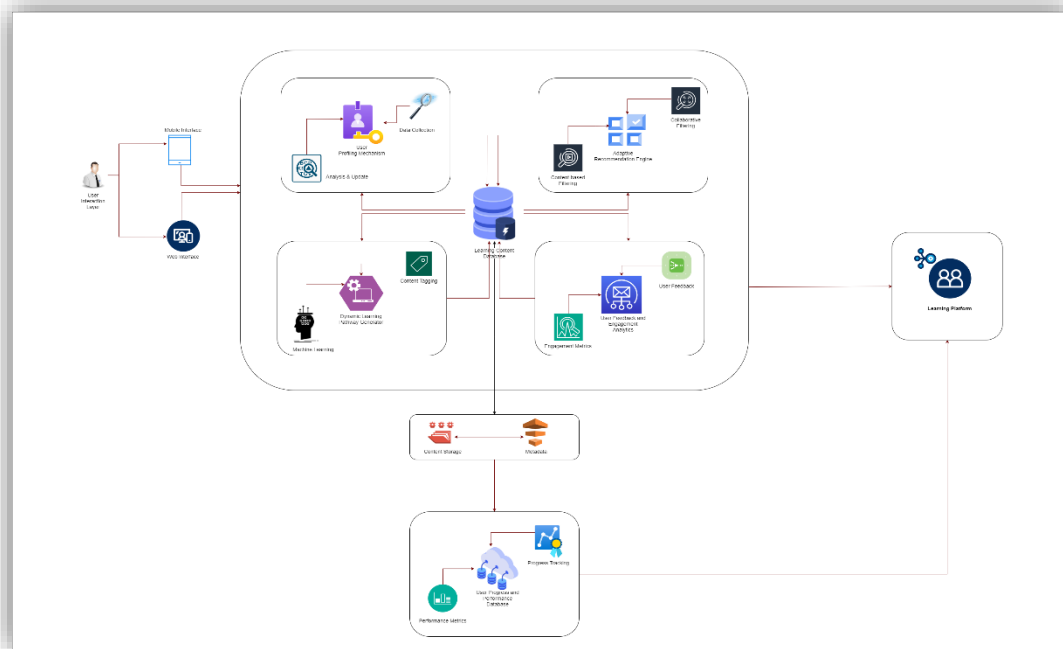 Mobile Interface
User
Interaction
Layer
Web Interface
Data Collection
User
Profiling Mechanism
Analysis & Update
Collaborative
Filtering
Adaptive
Recommendation Engine
Content based
Filtering
Learning Content
Database
Content Tagging
Dynamic Learning
Pathway Generator
Machine Learning
User Feedback
User Feedback and
Engagement
Analytics
Engagement Metrics
Learning Platform
Content Storage
Metadata
Progress Tracking
User Progress and
Performance
Database
Performance Metrics